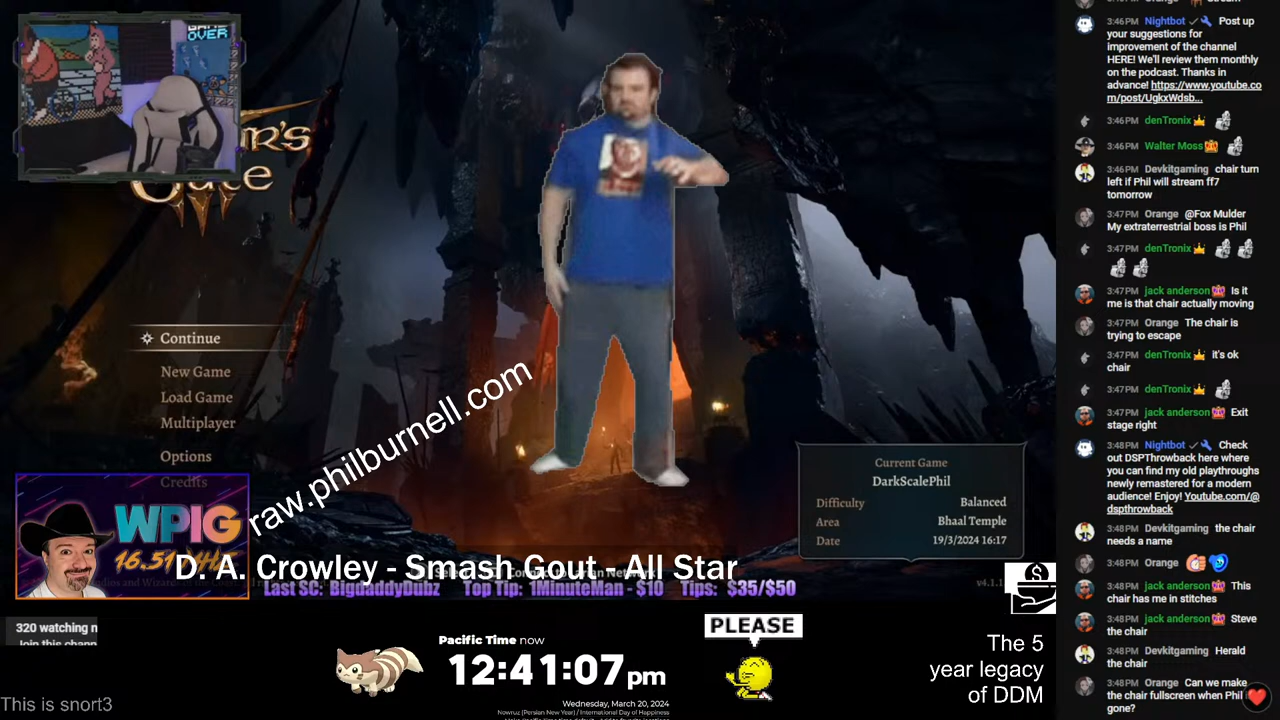 GAME
OVER
Continue
New Game
Load Game
Multiplayer
Options
Credits
raw.philburnell.com
WPIG
D. A. Crowley - Smash Gout - All Star
Last SC: BigdaddyDubz
Top Tip: 1MinuteMan - $10
Tips: $35/$50
Current Game
DarkScalePhil
Difficulty Balanced
Area Bhaal Temple
Date 19/3/2024 16:17
v4.1.1
320 watching n
Join this chann
This is snort3
Pacific Time now
12:41:07 pm
Wednesday, March 20, 2024
Nowruz (Persian New Year) / International Day of Happiness
PLEASE
The 5
year legacy
of DDM
3:46PM Nightbot Post up
your suggestions for
improvement of the channel
HERE! We'll review them monthly
on the podcast. Thanks in
advance! https://www.youtube.co
m/post/UgkxWdsb...
3:46PM denTronix
3:46PM Walter Moss
3:46PM Devkitgaming chair turn
left if Phil will stream ff7
tomorrow
3:47PM Orange @Fox Mulder
My extraterrestrial boss is Phil
3:47PM denTronix
3:47PM jack anderson Is it
me is that chair actually moving
3:47PM Orange The chair is
trying to escape
3:47PM denTronix it's ok
chair
3:47PM denTronix
3:47PM jack anderson Exit
stage right
3:48PM Nightbot Check
out DSPThrowback here where
you can find my old playthroughs
newly remastered for a modern
audience! Enjoy! Youtube.com/@
dspthrowback
3:48PM Devkitgaming the chair
needs a name
3:48PM Orange
3:48PM jack anderson This
chair has me in stitches
3:48PM jack anderson Steve
the chair
3:48PM Devkitgaming Herald
the chair
3:48PM Orange Can we make
the chair fullscreen when Phil
gone?